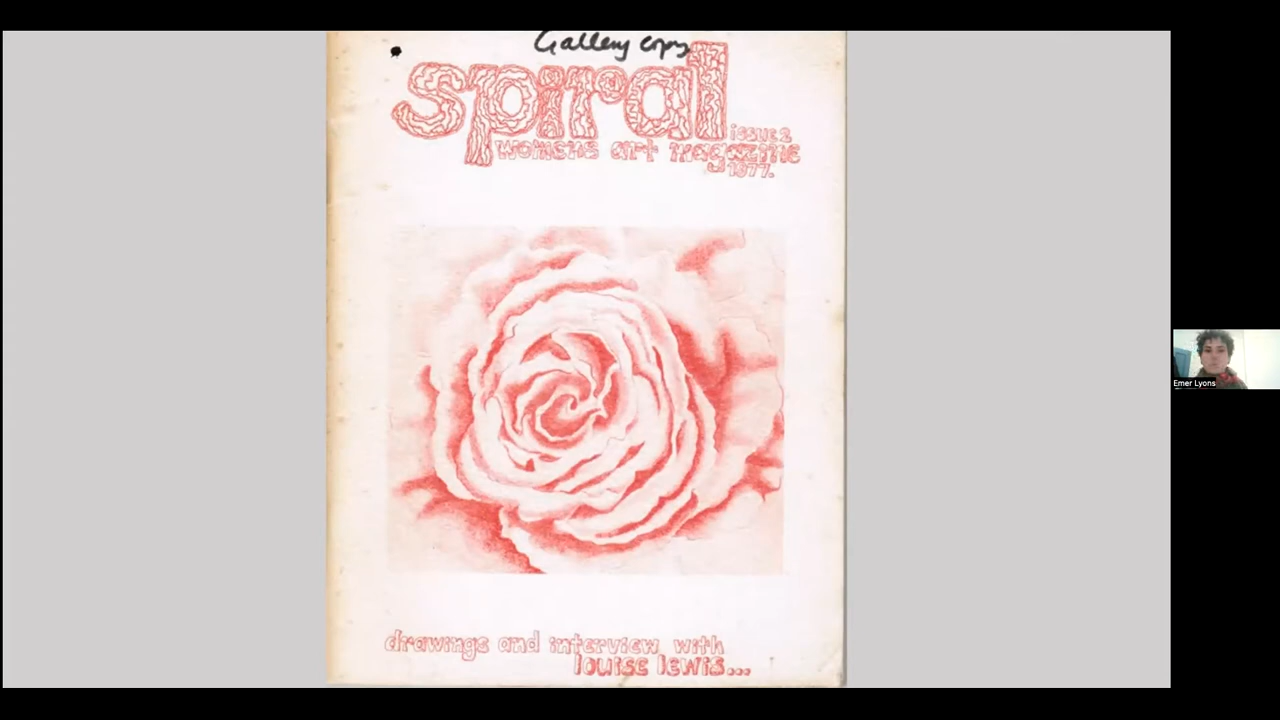 Gallery copy
spiral
issue 2
womens art magazine
1977.
drawings and interview with
louise lewis...
Emer Lyons